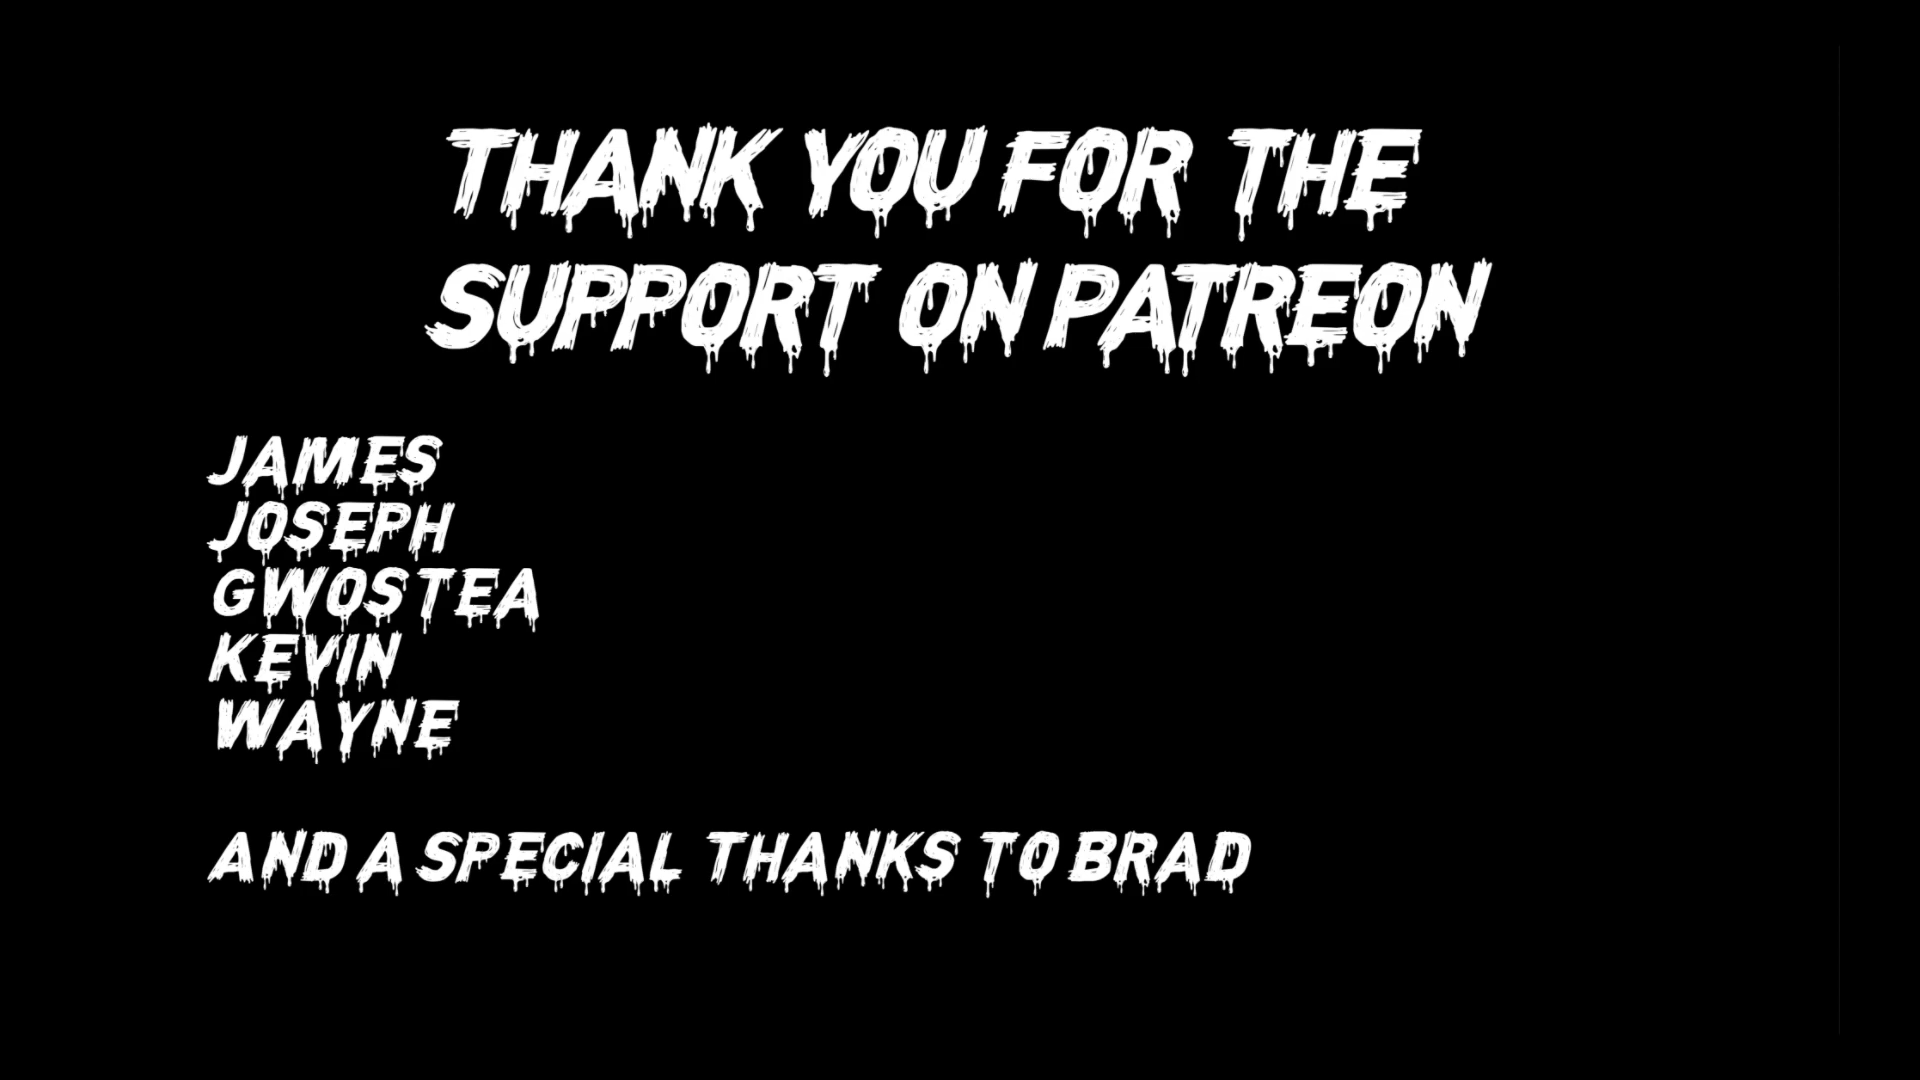 THANK YOU FOR THE
SUPPORT ON PATREON
JAMES
JOSEPH
GWOSTEA
KEVIN
WAYNE
AND A SPECIAL THANKS TO BRAD